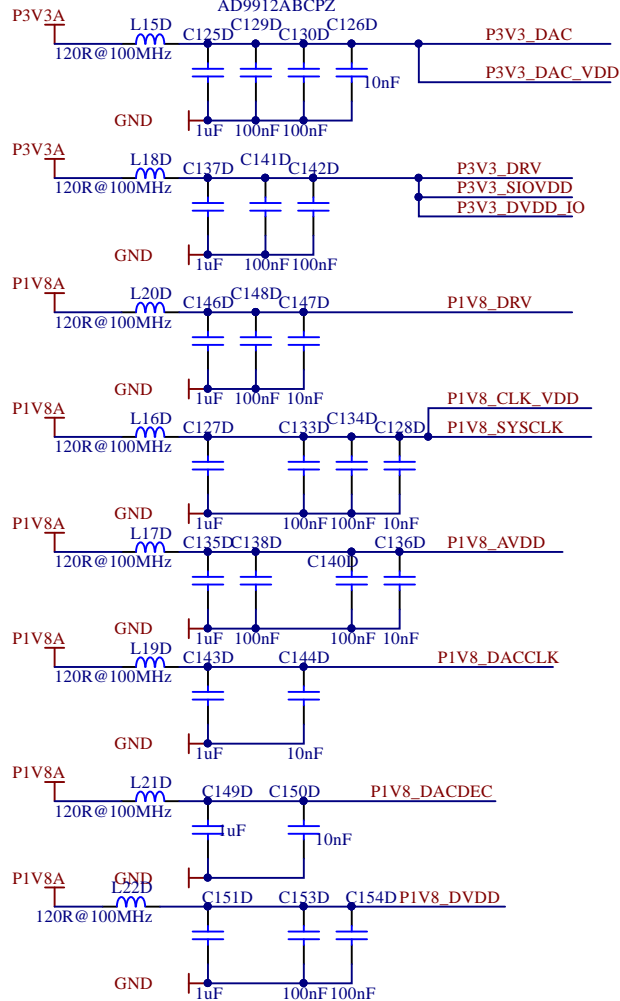 AD9912ABCPZ
P3V3A
L15D
C125D
C129D
C130D
C126D
P3V3_DAC
120R@100MHz
10nF
P3V3_DAC_VDD
GND
1uF
100nF
100nF
P3V3A
L18D
C137D
C141D
C142D
P3V3_DRV
120R@100MHz
P3V3_SIOVDD
P3V3_DVDD_IO
GND
1uF
100nF
100nF
P1V8A
L20D
C146D
C148D
C147D
P1V8_DRV
120R@100MHz
GND
1uF
100nF
10nF
P1V8_CLK_VDD
P1V8A
L16D
C127D
C133D
C134D
C128D
P1V8_SYSCLK
120R@100MHz
GND
1uF
100nF
100nF
10nF
P1V8A
L17D
C135D
C138D
C140D
C136D
P1V8_AVDD
120R@100MHz
GND
1uF
100nF
100nF
10nF
P1V8A
L19D
C143D
C144D
P1V8_DACCLK
120R@100MHz
GND
1uF
10nF
P1V8A
L21D
C149D
C150D
P1V8_DACDEC
120R@100MHz
1uF
10nF
GND
P1V8A
L22D
C151D
C153D
C154D
P1V8_DVDD
120R@100MHz
GND
1uF
100nF
100nF